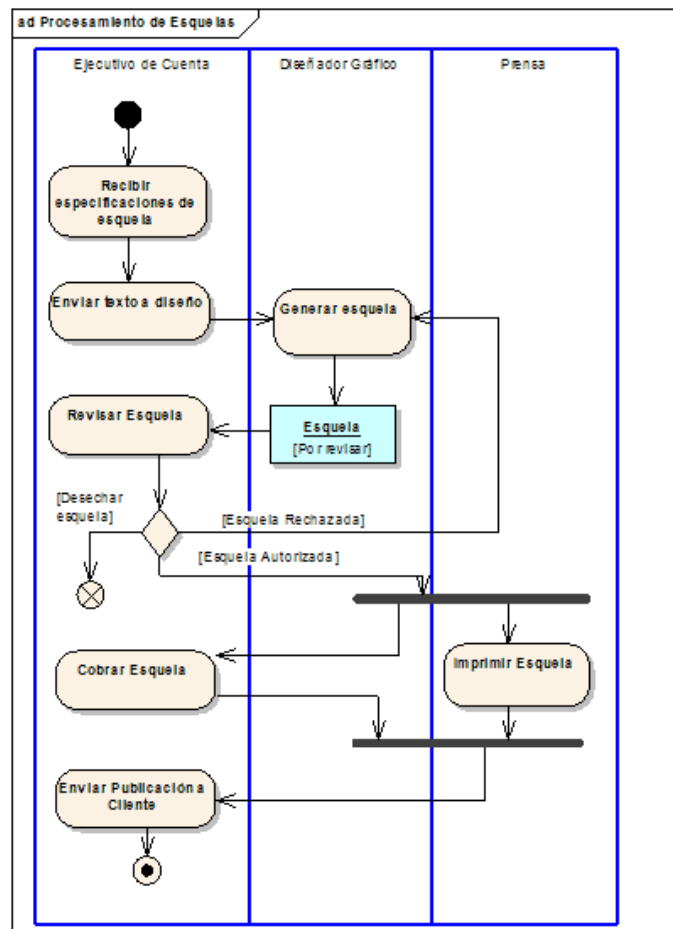 ad Procesamiento de Esquelas
Ejecutivo de Cuenta
Diseñador Gráfico
Prensa
Recibir
especificaciones de
esquela
Enviar texto a diseño
Generar esquela
Revisar Esquela
Esquela
[Por revisar]
[Desechar
esquela]
[Esquela Rechazada]
[Esquela Autorizada]
Cobrar Esquela
Imprimir Esquela
Enviar Publicación a
Cliente